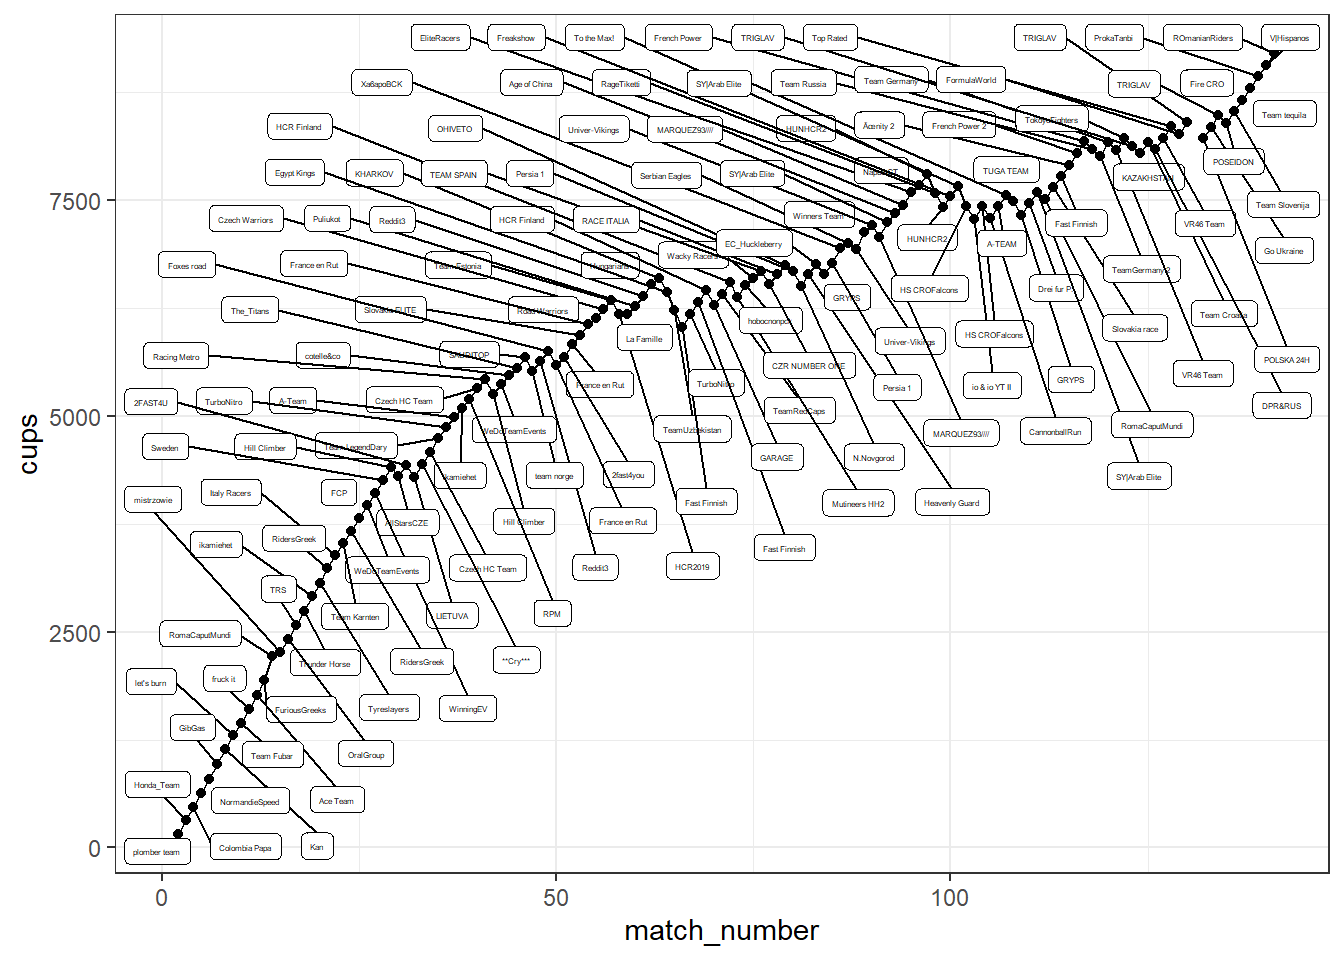 EliteRacers
Freakshow
To the Max!
French Power
TRIGLAV
Top Rated
TRIGLAV
ProkaTanbi
ROmanianRiders
V|Hispanos
ХабароВСК
Age of China
RageTiketti
SY|Arab Elite
Team Russia
Team Germany
FormulaWorld
TRIGLAV
Fire CRO
Team tequila
HCR Finland
OHIVETO
Univer-Vikings
MARQUEZ93////
HUNHCR2
Äcenity 2
French Power 2
TokoyoFighters
POSEIDON
Egypt Kings
KHARKOV
TEAM SPAIN
Persia 1
Serbian Eagles
SY|Arab Elite
TUGA TEAM
KAZAKHSTAN
7500
Czech Warriors
Puliukot
Reddit3
HCR Finland
RACE ITALIA
Winners Team
Fast Finnish
VR46 Team
Team Slovenija
Foxes road
France en Rut
Team Estonia
Hungarians
Wacky Racers
EC_Huckleberry
HUNHCR2
A-TEAM
Go Ukraine
The_Titans
Slovakia ELITE
Road Warriors
GRYPS
HS CROFalcons
Drei fur P
TeamGermany 2
Racing Metro
cotelle&co
SAUDITOP
La Famille
hobocnonpck
Univer-Vikings
HS CROFalcons
Slovakia race
Team Croatia
POLSKA 24H
2FAST4U
TurboNitro
A-Team
Czech HC Team
France en Rut
TurboNitro
CZR NUMBER ONE
Persia 1
io & io YT II
GRYPS
VR46 Team
DPR&RUS
5000
Sweden
Hill Climber
Team LegendDary
WeDoTeamEvents
TeamUzbekistan
TeamRedCaps
MARQUEZ93////
CannonballRun
RomaCaputMundi
mistrzowie
Italy Racers
FCP
ikamiehet
team norge
2fast4you
GARAGE
N.Novgorod
SY|Arab Elite
ikamiehet
RidersGreek
AllStarsCZE
Hill Climber
France en Rut
Fast Finnish
Mutineers HH2
Heavenly Guard
TRS
WeDoTeamEvents
Czech HC Team
Reddit3
HCR2019
Fast Finnish
2500
RomaCaputMundi
Thunder Horse
Team Karnten
LIETUVA
RPM
let's burn
fruck it
FuriousGreeks
Tyreslayers
RidersGreek
WinningEV
**Cry***
GibGas
Team Fubar
OralGroup
Honda_Team
NormandieSpeed
Ace Team
plomber team
Colombia Papa
Kan
0
0
50
100
match_number
cups